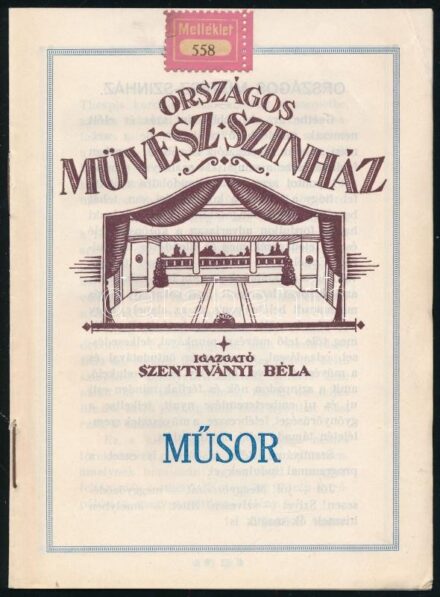 Melléklet
558
ORSZÁGOS
MŰVÉSZ-SZINHÁZ
IGAZGATÓ
SZENTIVÁNYI BÉLA
MŰSOR